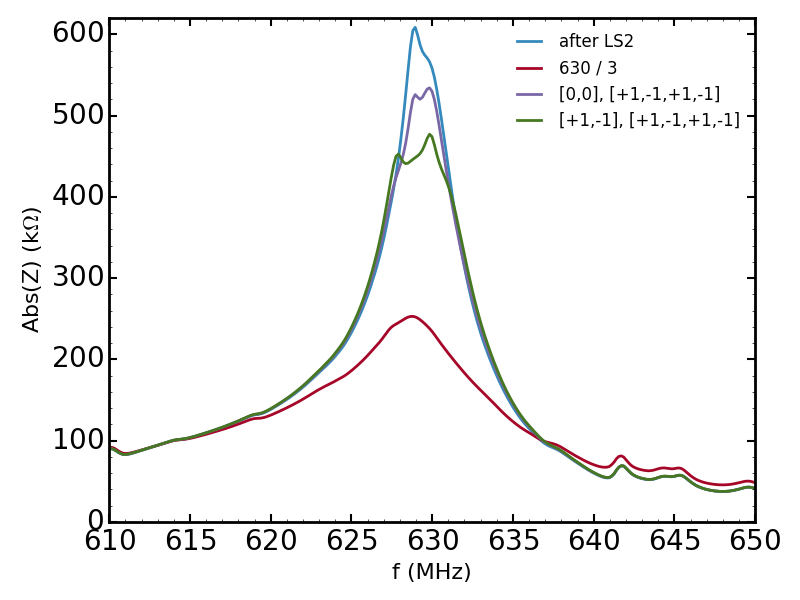 600
500
400
300
200
100
0
Abs(Z) (kΩ)
after LS2
630 / 3
[0,0], [+1,-1,+1,-1]
[+1,-1], [+1,-1,+1,-1]
610 615 620 625 630 635 640 645 650
f (MHz)